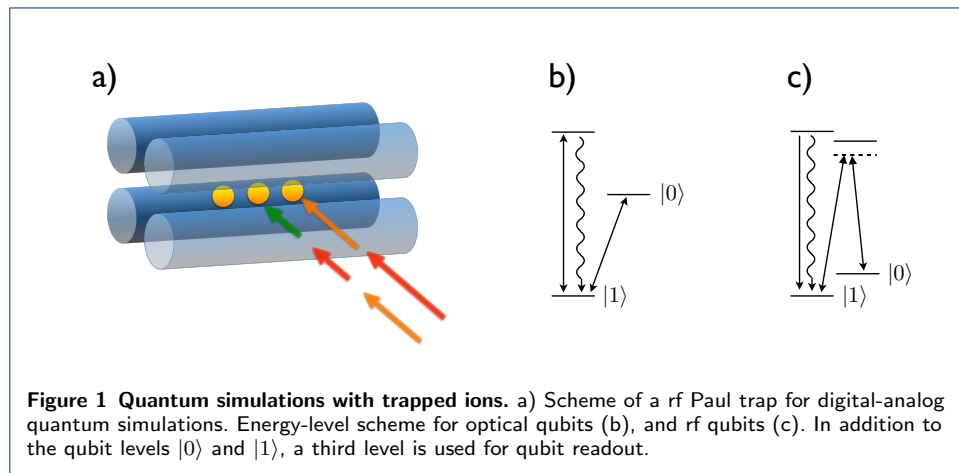 a)
b)
c)
|0⟩
|1⟩
|0⟩
|1⟩
Figure 1 Quantum simulations with trapped ions. a) Scheme of a rf Paul trap for digital-analog
quantum simulations. Energy-level scheme for optical qubits (b), and rf qubits (c). In addition to
the qubit levels |0⟩ and |1⟩, a third level is used for qubit readout.